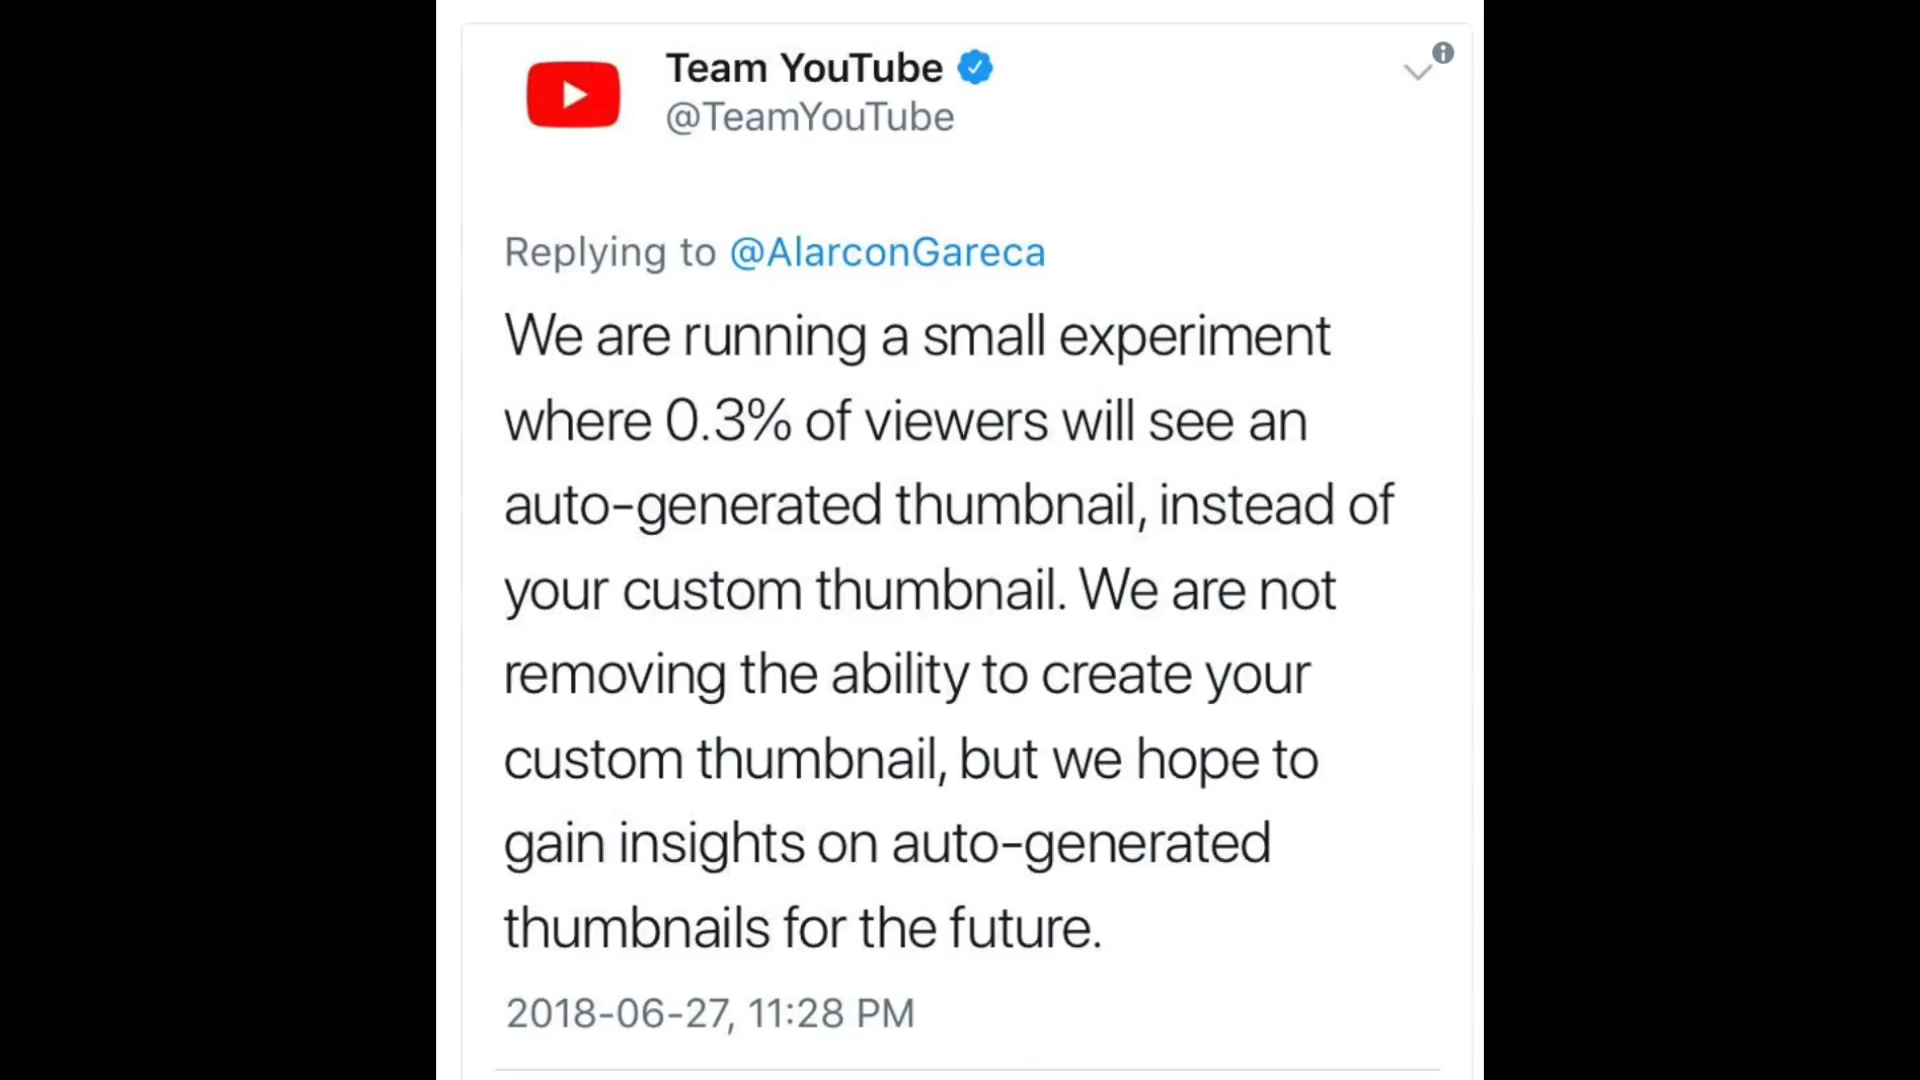 Team YouTube
@TeamYouTube
Replying to @AlarconGareca
We are running a small experiment
where 0.3% of viewers will see an
auto-generated thumbnail, instead of
your custom thumbnail. We are not
removing the ability to create your
custom thumbnail, but we hope to
gain insights on auto-generated
thumbnails for the future.
2018-06-27, 11:28 PM